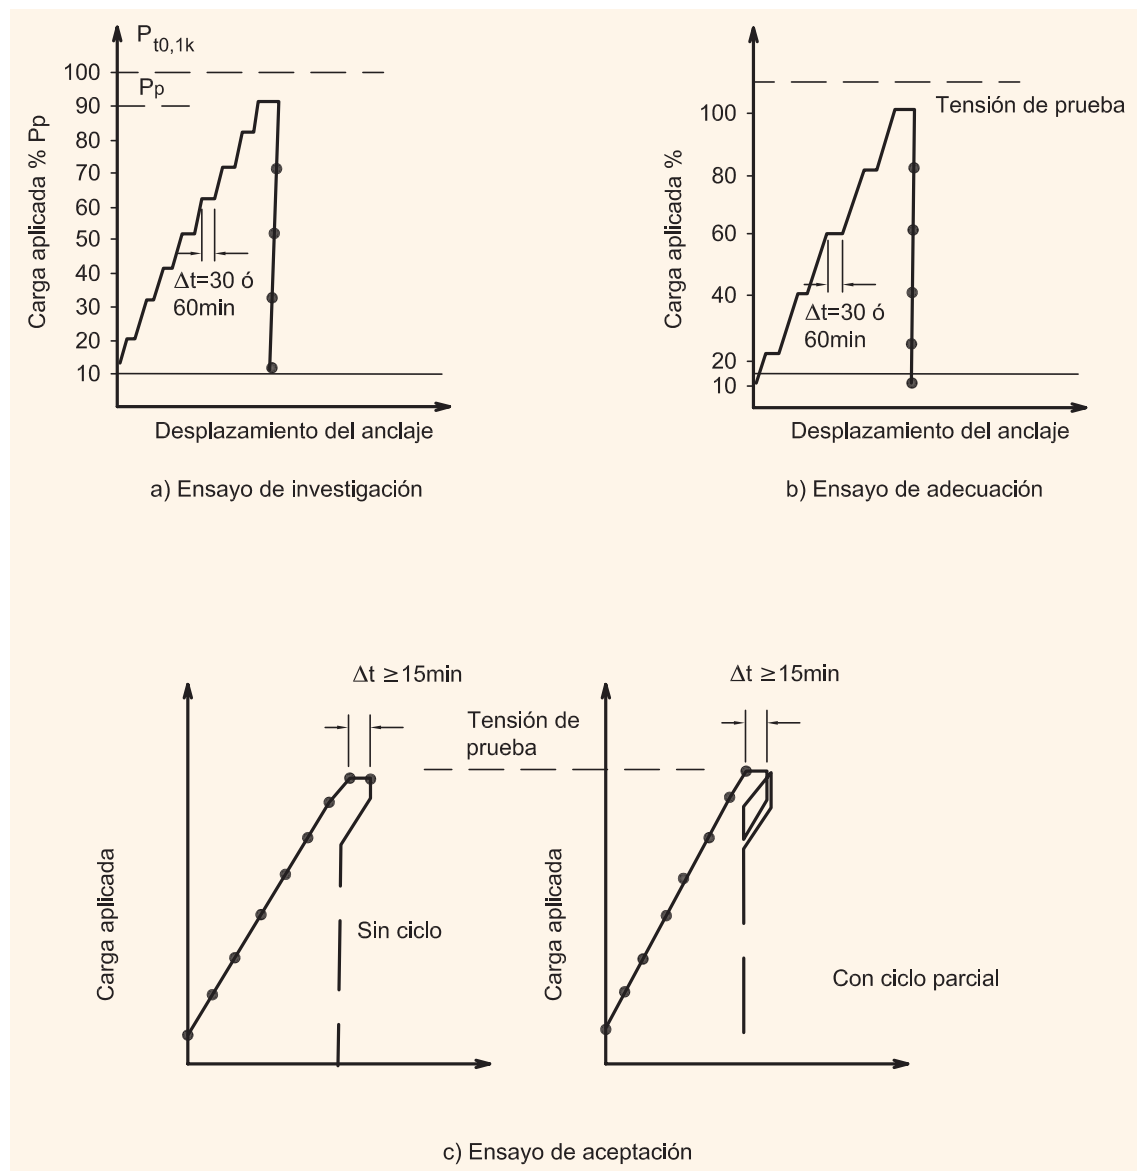 P t0,1k
100
Pp
90
80
70
60
50
40
30
20
10
Carga aplicada % Pp
Δt=30 ó
60min
Desplazamiento del anclaje
a) Ensayo de investigación
Tensión de prueba
100
80
60
40
20
10
Carga aplicada %
Δt=30 ó
60min
Desplazamiento del anclaje
b) Ensayo de adecuación
Δt ≥15min
Carga aplicada
Sin ciclo
Tensión de
prueba
Δt ≥15min
Carga aplicada
Con ciclo parcial
c) Ensayo de aceptación